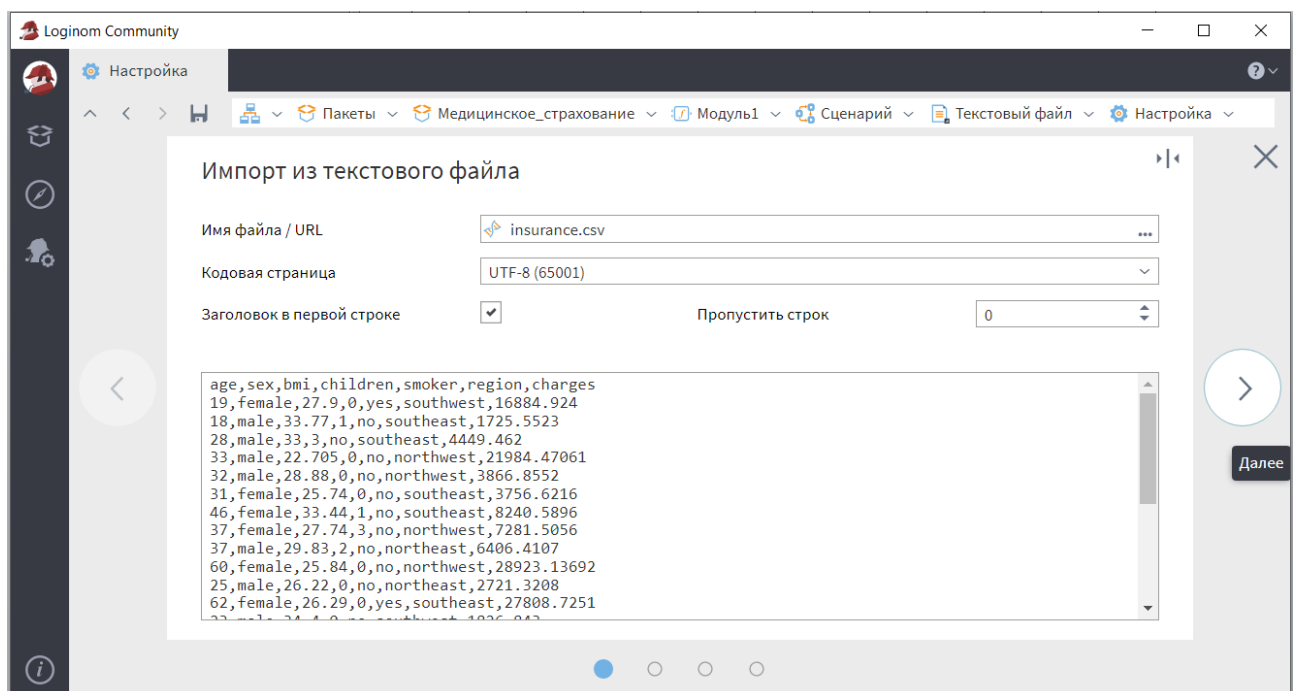 Loginom Community
Настройка
Пакеты Медицинское_страхование Модуль1 Сценарий Текстовый файл Настройка
Импорт из текстового файла
Имя файла / URL insurance.csv ...
Кодовая страница UTF-8 (65001)
Заголовок в первой строке Пропустить строк 0
age,sex,bmi,children,smoker,region,charges
19,female,27.9,0,yes,southwest,16884.924
18,male,33.77,1,no,southeast,1725.5523
28,male,33,3,no,southeast,4449.462
33,male,22.705,0,no,northwest,21984.47061
32,male,28.88,0,no,northwest,3866.8552
31,female,25.74,0,no,southeast,3756.6216
46,female,33.44,1,no,southeast,8240.5896
37,female,27.74,3,no,northwest,7281.5056
37,male,29.83,2,no,northeast,6406.4107
60,female,25.84,0,no,northwest,28923.13692
25,male,26.22,0,no,northeast,2721.3208
62,female,26.29,0,yes,southeast,27808.7251
Далее